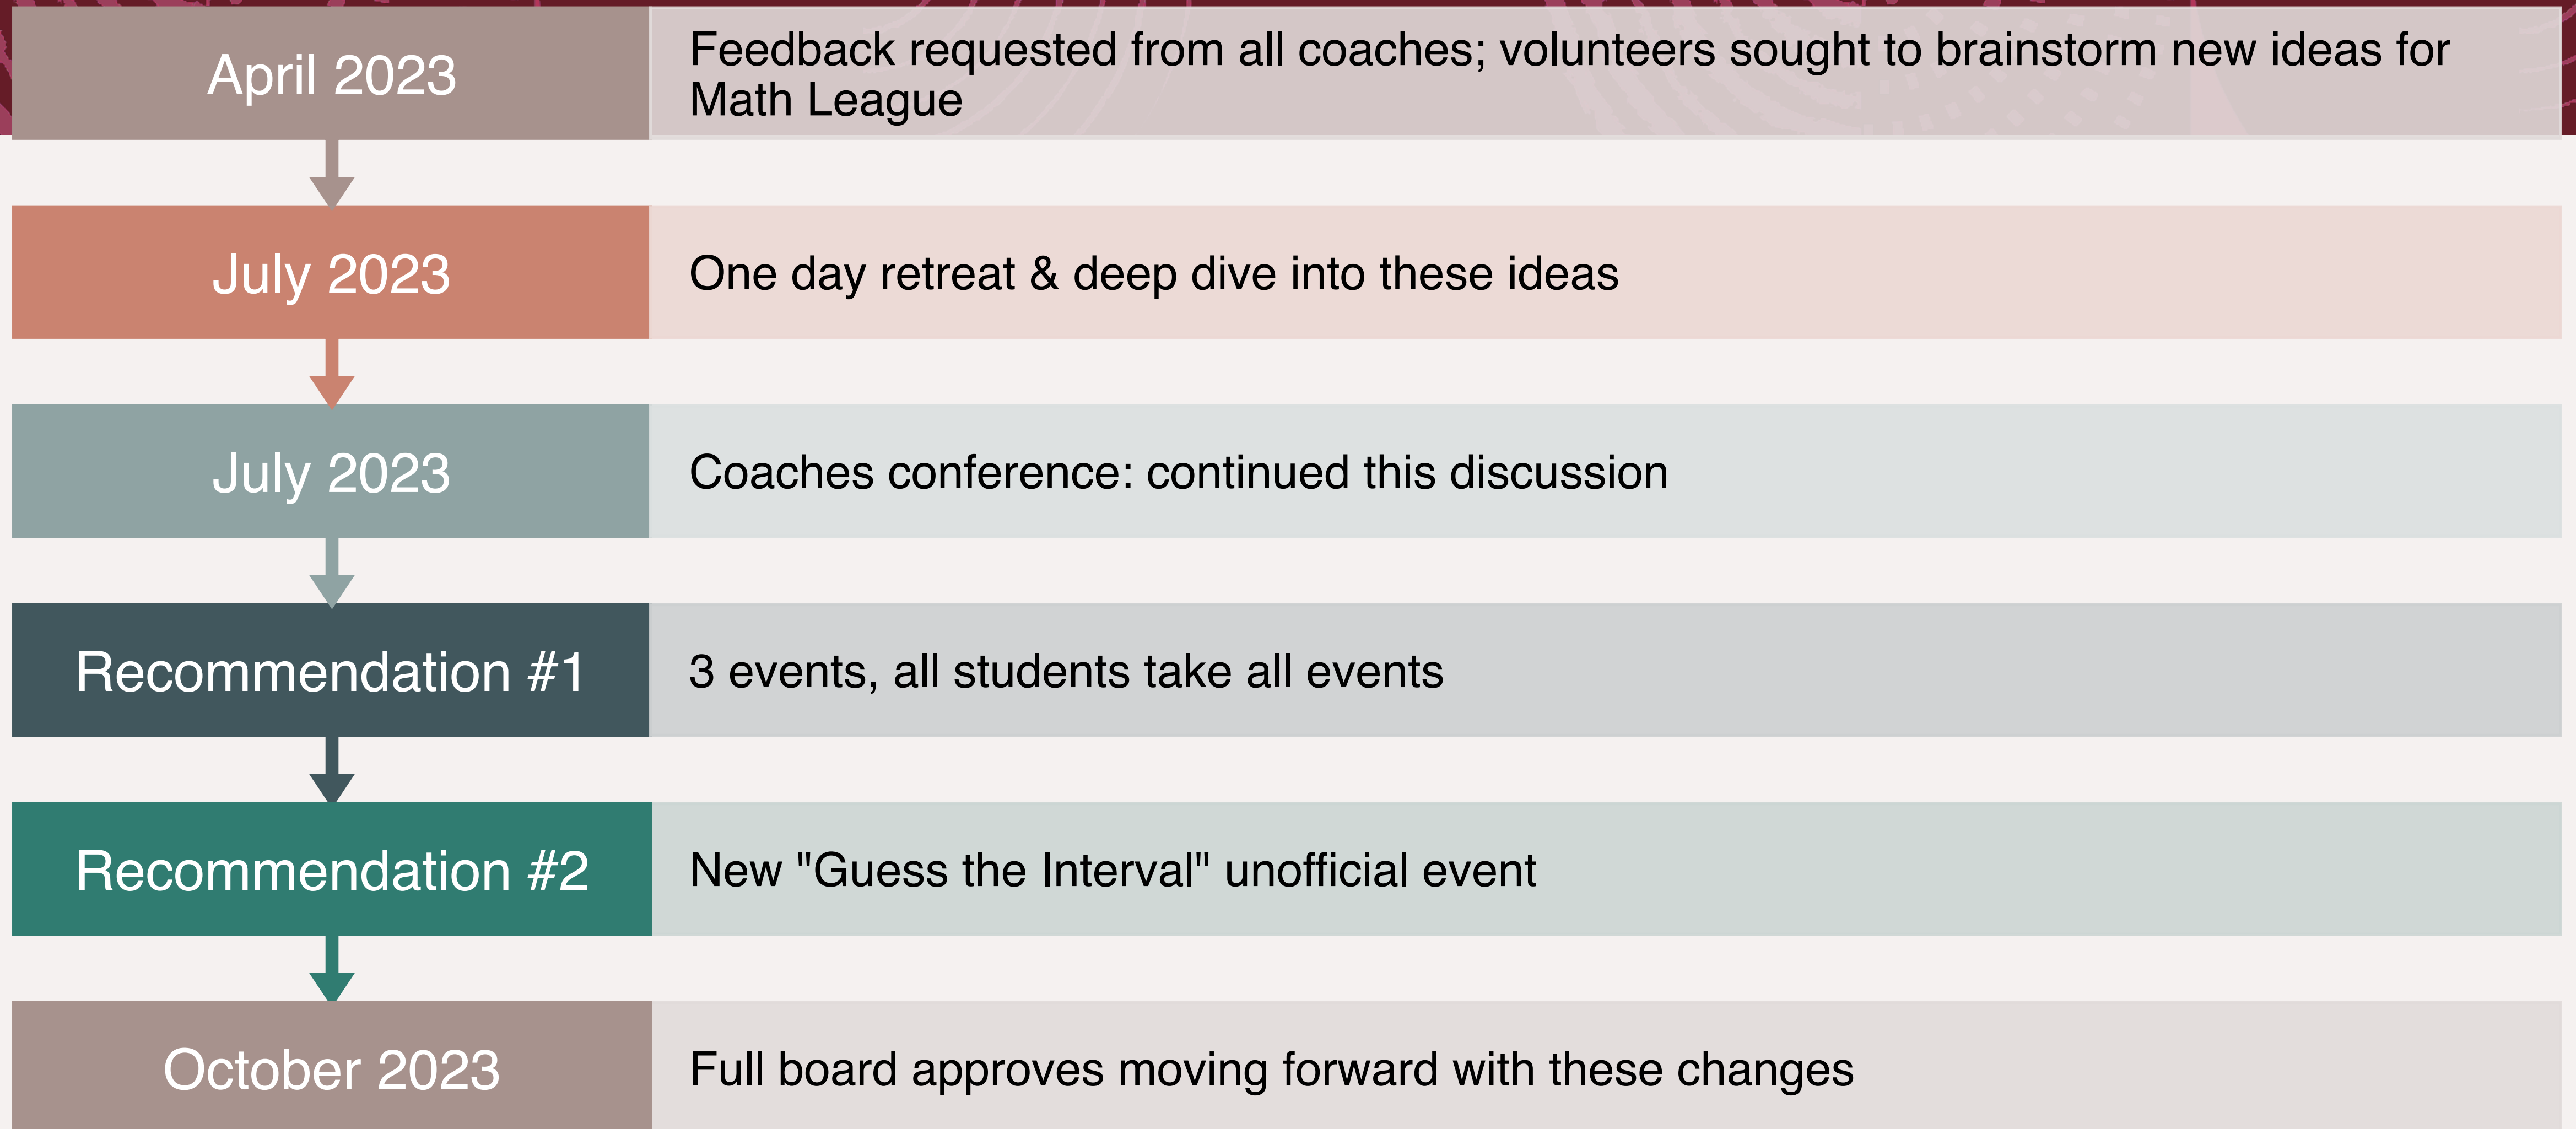 April 2023
Feedback requested from all coaches; volunteers sought to brainstorm new ideas for
Math League
July 2023
One day retreat & deep dive into these ideas
July 2023
Coaches conference: continued this discussion
Recommendation #1
3 events, all students take all events
Recommendation #2
New "Guess the Interval" unofficial event
October 2023
Full board approves moving forward with these changes